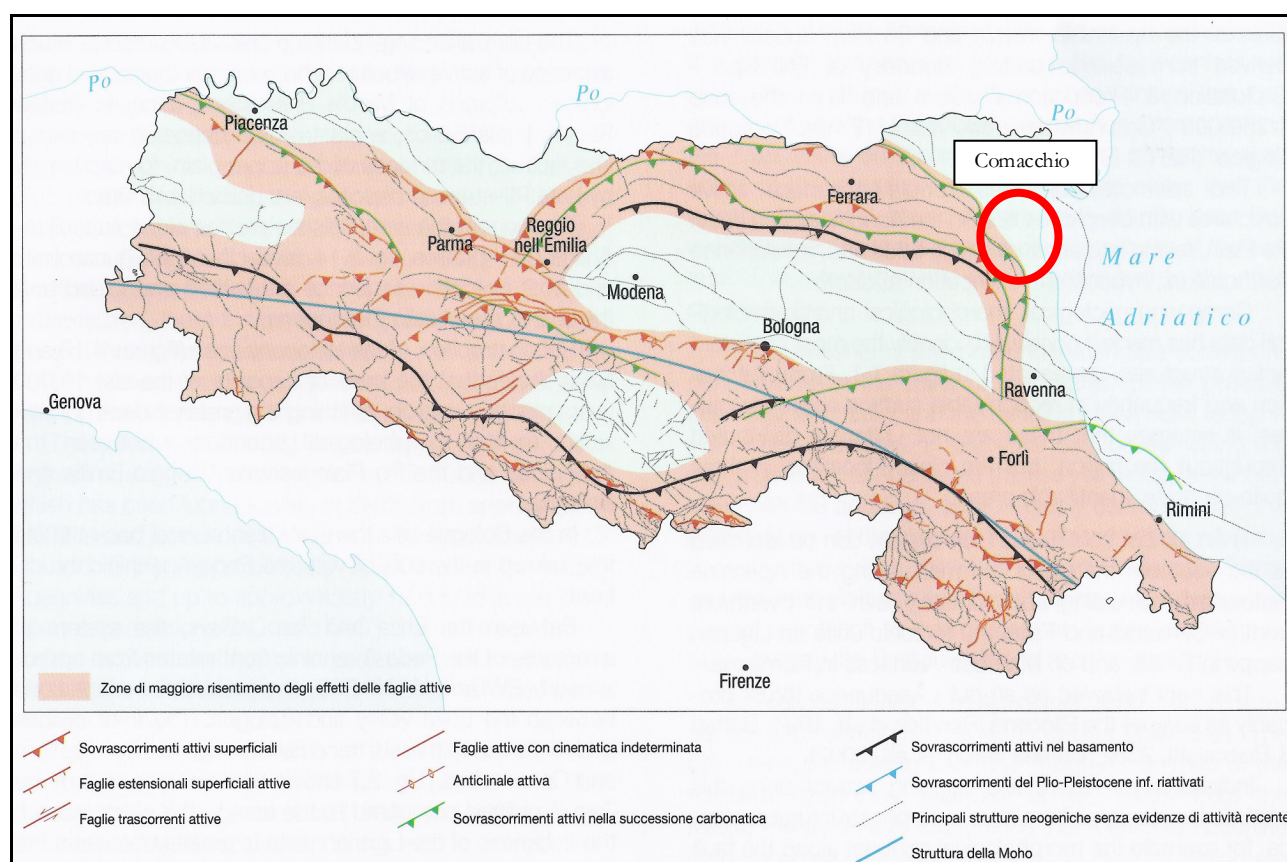 Po
Po
Po
Piacenza
Comacchio
Ferrara
Reggio
nell'Emilia
Parma
Modena
Mare
Adriatico
Bologna
Ravenna
Genova
Forlì
Rimini
Firenze
Zone di maggiore risentimento degli effetti delle faglie attive
Sovrascorrimenti attivi superficiali
Faglie estensionali superficiali attive
Faglie trascorrenti attive
Faglie attive con cinematica indeterminata
Anticlinale attiva
Sovrascorrimenti attivi nella successione carbonatica
Sovrascorrimenti attivi nel basamento
Sovrascorrimenti del Plio-Pleistocene inf. riattivati
Principali strutture neogeniche senza evidenze di attività recente
Struttura della Moho